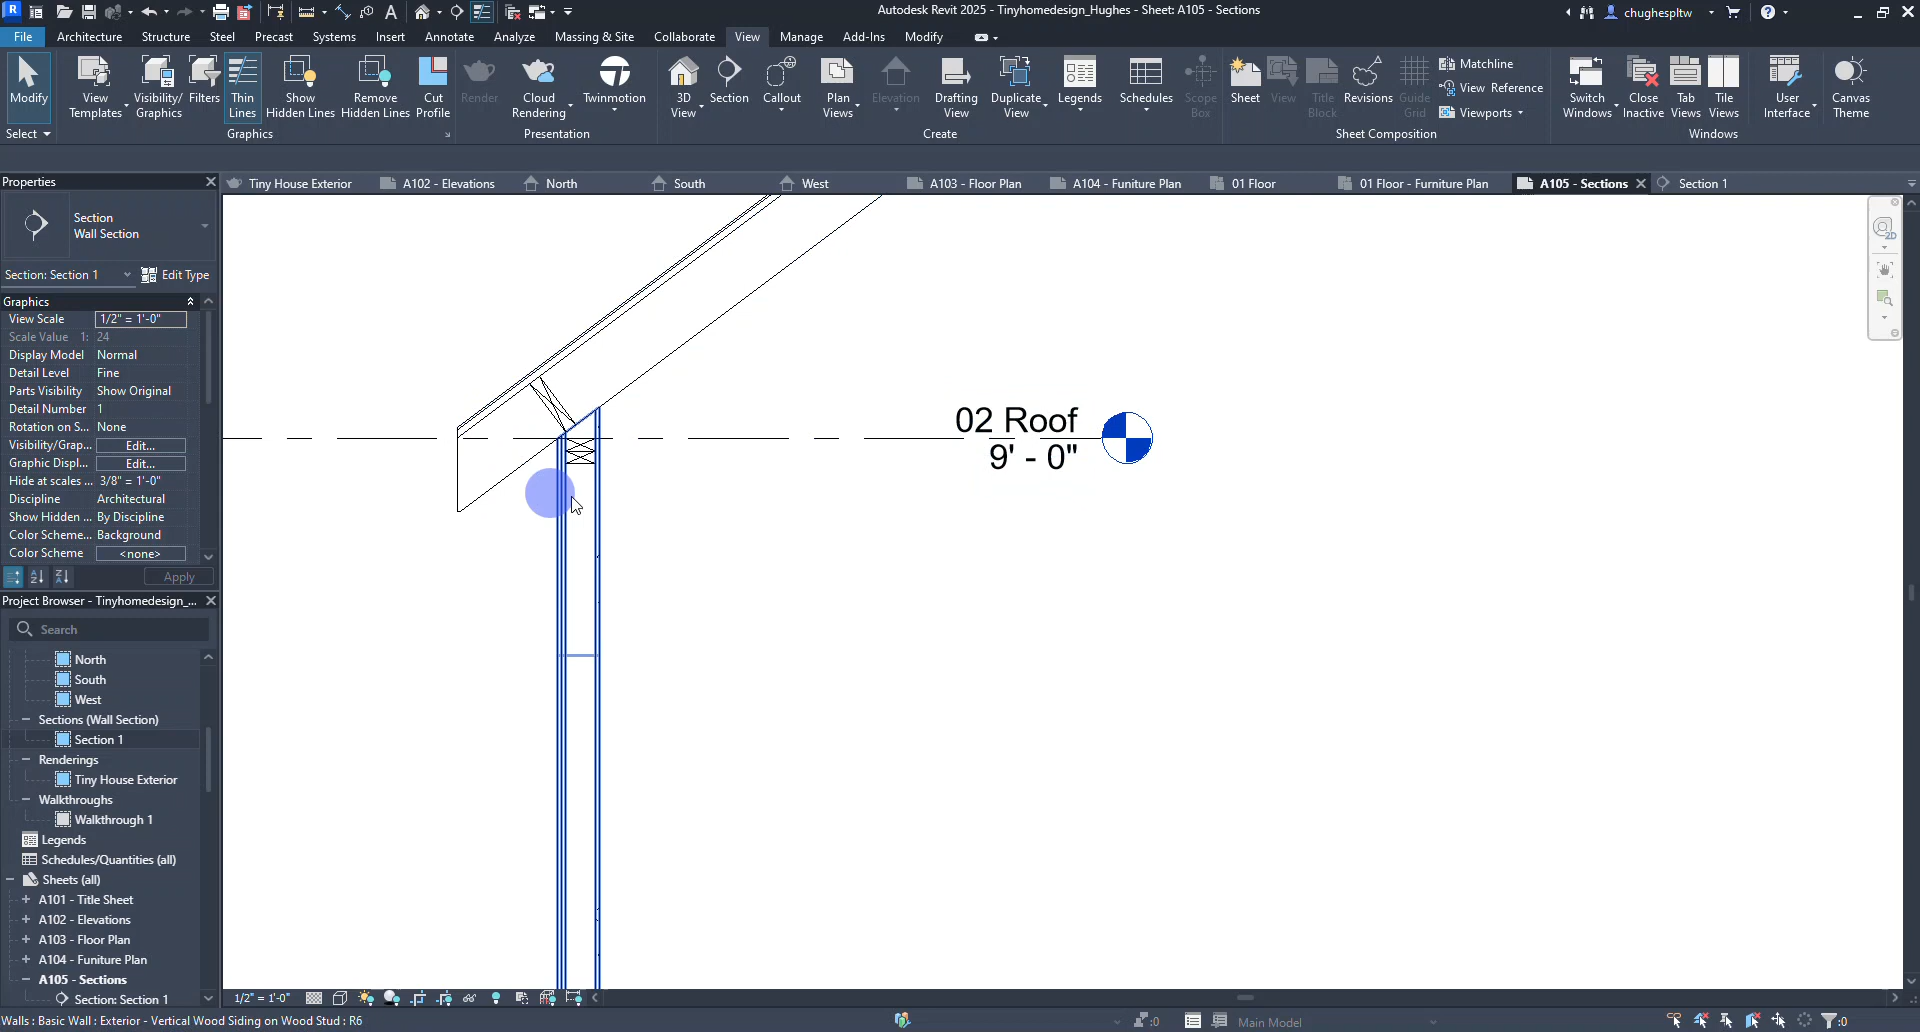 Autodesk Revit 2025 - Tinyhomedesign_Hughes - Sheet: A105 - Sections
chughespltw
File Architecture Structure Steel Precast Systems Insert Annotate Analyze Massing & Site Collaborate View Manage Add-Ins Modify
Modify
Select
View Templates
Visibility/ Graphics
Filters
Thin Lines
Show Hidden Lines
Remove Hidden Lines
Cut Profile
Graphics
Render
Cloud Rendering
Twinmotion
Presentation
3D View
Section
Callout
Plan Views
Elevation
Drafting View
Duplicate View
Legends
Schedules
Scope Box
Create
Sheet
View
Title Block
Revisions
Guide Grid
Matchline
View Reference
Viewports
Sheet Composition
Switch Windows
Close Inactive
Tab Views
Tile Views
User Interface
Canvas Theme
Windows
Properties
Tiny House Exterior
A102 - Elevations
North
South
West
A103 - Floor Plan
A104 - Funiture Plan
01 Floor
01 Floor - Furniture Plan
A105 - Sections
Section 1
Section
Wall Section
Section: Section 1
Edit Type
Graphics
View Scale 1/2" = 1'-0"
Scale Value 1: 24
Display Model Normal
Detail Level Fine
Parts Visibility Show Original
Detail Number 1
Rotation on S... None
Visibility/Grap... Edit...
Graphic Displ... Edit...
Hide at scales ... 3/8" = 1'-0"
Discipline Architectural
Show Hidden ... By Discipline
Color Scheme... Background
Color Scheme <none>
Apply
Project Browser - Tinyhomedesign_...
Search
North
South
West
Sections (Wall Section)
Section 1
Renderings
Tiny House Exterior
Walkthroughs
Walkthrough 1
Legends
Schedules/Quantities (all)
Sheets (all)
A101 - Title Sheet
A102 - Elevations
A103 - Floor Plan
A104 - Funiture Plan
A105 - Sections
Section: Section 1
02 Roof
9' - 0"
1/2" = 1'-0"
Walls : Basic Wall : Exterior - Vertical Wood Siding on Wood Stud : R6
:0
Main Model
:0